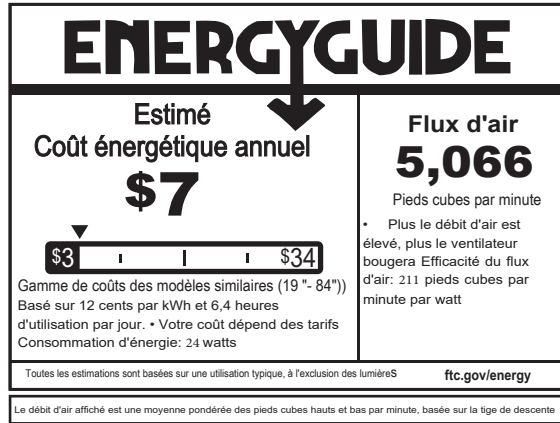 ENERGYGUIDE
Estimé
Coût énergétique annuel
$7
$3
$34
Gamme de coûts des modèles similaires (19 "- 84"))
Basé sur 12 cents par kWh et 6,4 heures
d'utilisation par jour. • Votre coût dépend des tarifs
Consommation d'énergie: 24 watts
Flux d'air
5,066
Pieds cubes par minute
• Plus le débit d'air est
élevé, plus le ventilateur
bougera Efficacité du flux
d'air: 211 pieds cubes par
minute par watt
Toutes les estimations sont basées sur une utilisation typique, à l'exclusion des lumièreS
ftc.gov/energy
Le débit d'air affiché est une moyenne pondérée des pieds cubes hauts et bas par minute, basée sur la tige de descente